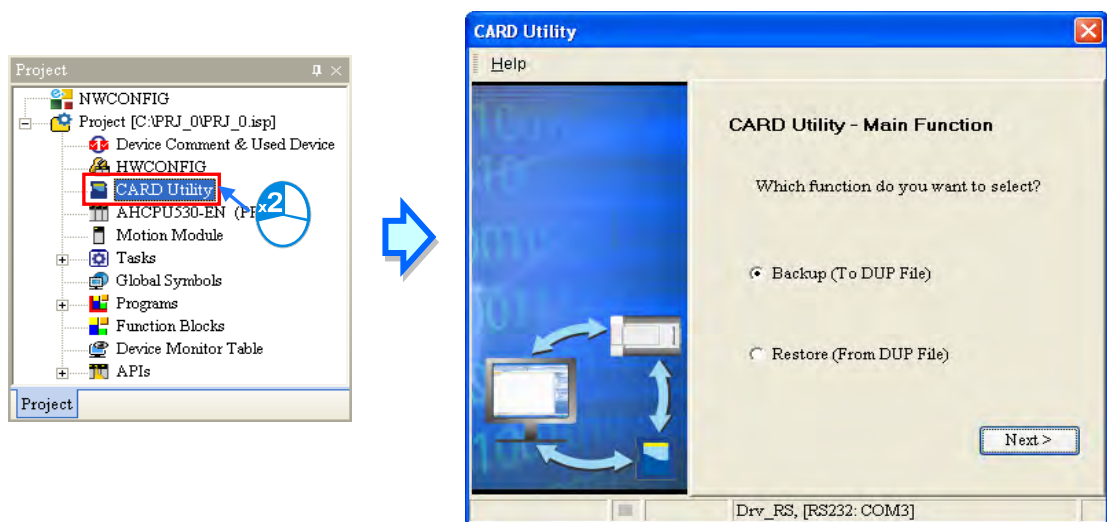 Project
NWCONFIG
Project [C:\PRJ_0\PRJ_0.isp]
Device Comment & Used Device
HWCONFIG
CARD Utility
×2
AHCPU530-EN
Motion Module
Tasks
Global Symbols
Programs
Function Blocks
Device Monitor Table
APIs
Project
CARD Utility
Help
CARD Utility - Main Function
Which function do you want to select?
Backup (To DUP File)
Restore (From DUP File)
Next >
Drv_RS, [RS232: COM3]